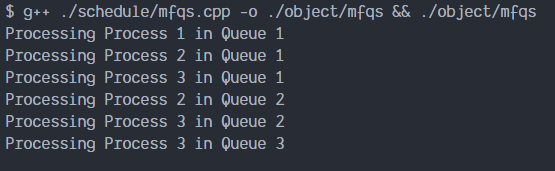 $ g++ ./schedule/mfqs.cpp -o ./object/mfqs && ./object/mfqs
Processing Process 1 in Queue 1
Processing Process 2 in Queue 1
Processing Process 3 in Queue 1
Processing Process 2 in Queue 2
Processing Process 3 in Queue 2
Processing Process 3 in Queue 3